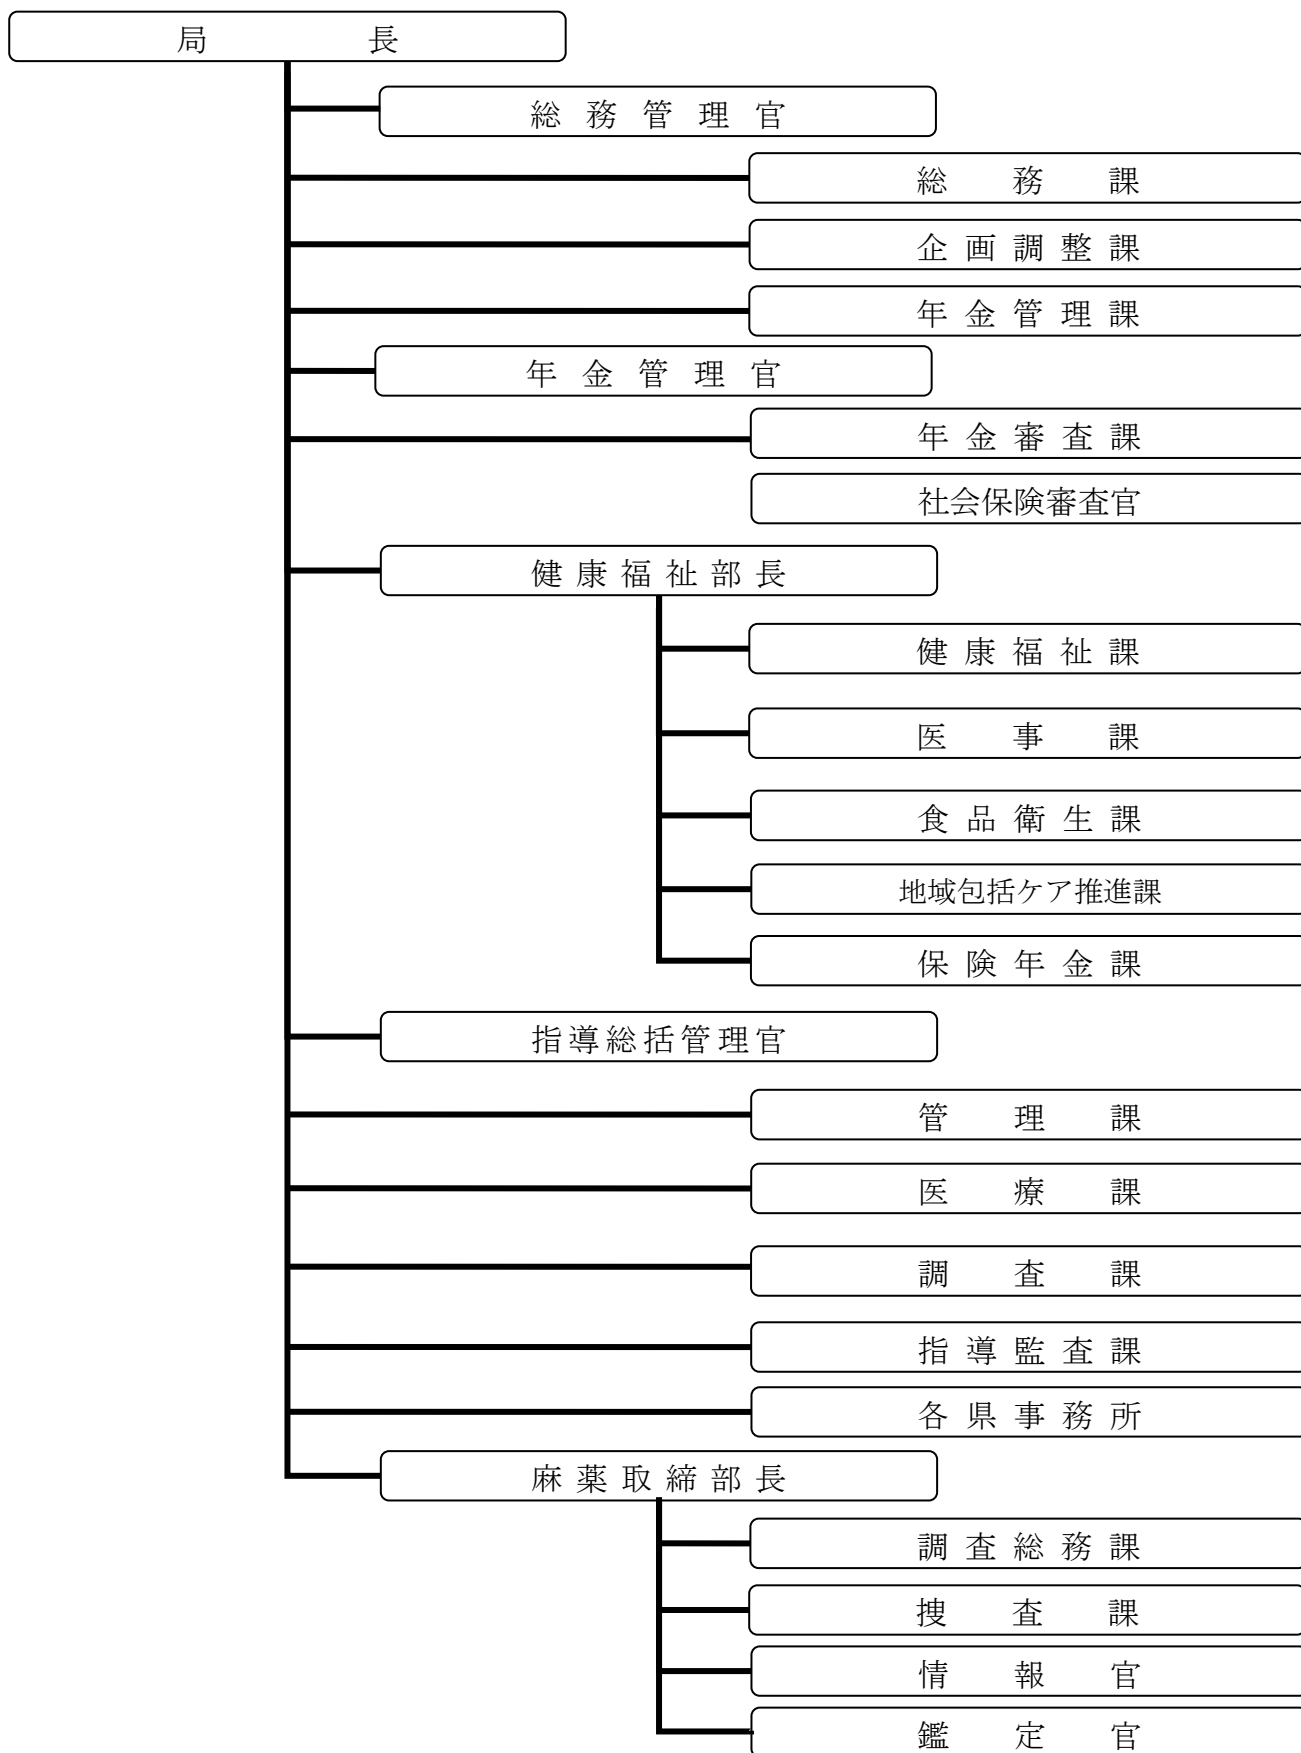 局長
総務管理官
総務課
企画調整課
年金管理課
年金管理官
年金審査課
社会保険審査官
健康福祉部長
健康福祉課
医事課
食品衛生課
地域包括ケア推進課
保険年金課
指導総括管理官
管理課
医療課
調査課
指導監査課
各県事務所
麻薬取締部長
調査総務課
捜査課
情報官
鑑定官